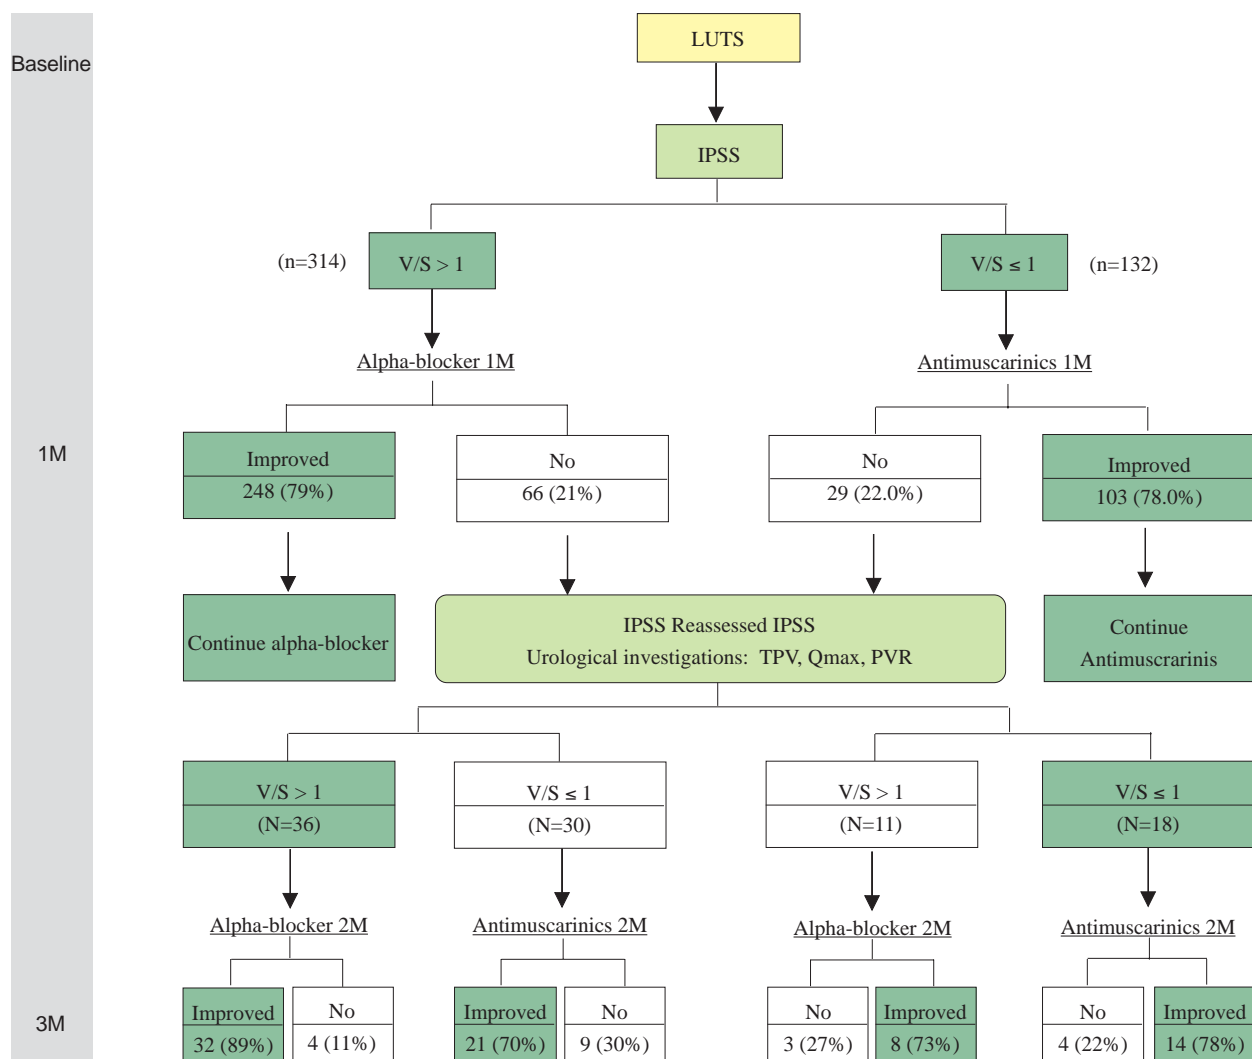 LUTS
Baseline
IPSS
(n=314)
V/S > 1
V/S ≤ 1
(n=132)
Alpha-blocker 1M
Antimuscarinics 1M
1M
Improved
248 (79%)
No
66 (21%)
No
29 (22.0%)
Improved
103 (78.0%)
Continue alpha-blocker
IPSS Reassessed IPSS
Urological investigations: TPV, Qmax, PVR
Continue
Antimuscrarinis
V/S > 1
(N=36)
V/S ≤ 1
(N=30)
V/S > 1
(N=11)
V/S ≤ 1
(N=18)
Alpha-blocker 2M
Antimuscarinics 2M
Alpha-blocker 2M
Antimuscarinics 2M
3M
Improved
32 (89%)
No
4 (11%)
Improved
21 (70%)
No
9 (30%)
No
3 (27%)
Improved
8 (73%)
No
4 (22%)
Improved
14 (78%)